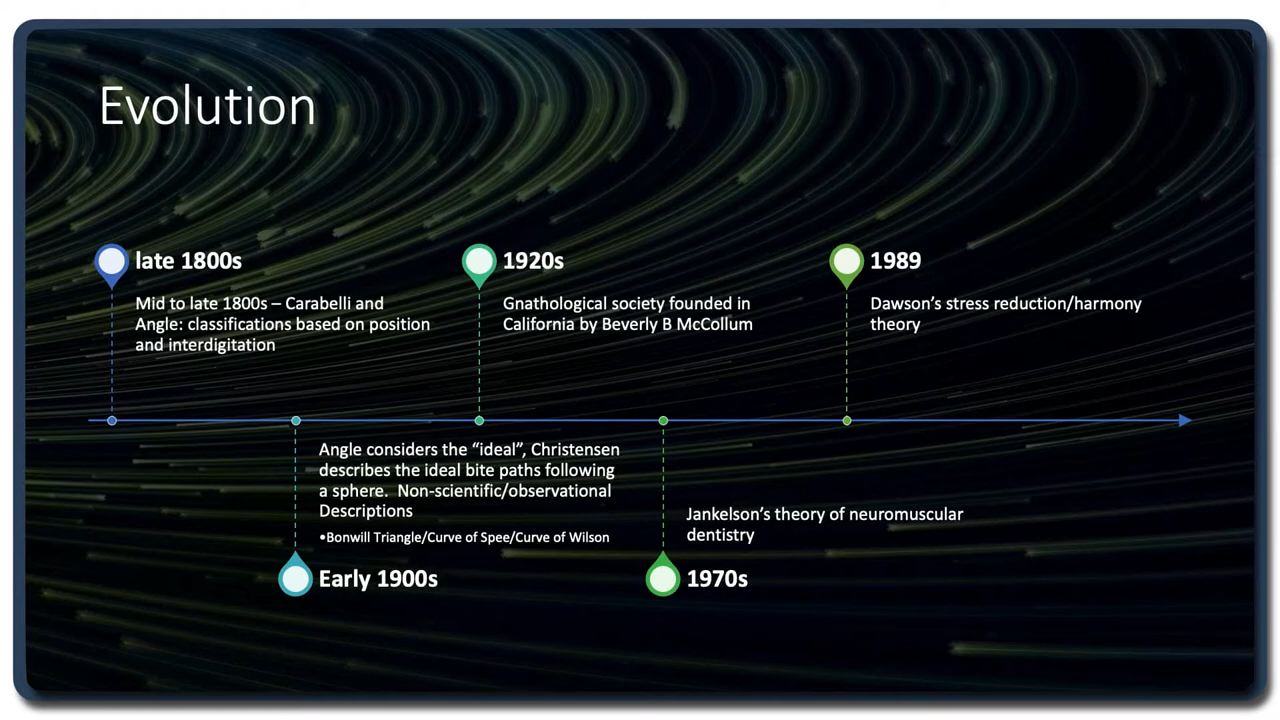 Evolution
late 1800s
Mid to late 1800s – Carabelli and
Angle: classifications based on position
and interdigitation
Angle considers the “ideal”, Christensen
describes the ideal bite paths following
a sphere.  Non-scientific/observational
Descriptions
•Bonwill Triangle/Curve of Spee/Curve of Wilson
Early 1900s
1920s
Gnathological society founded in
California by Beverly B McCollum
Jankelson’s theory of neuromuscular
dentistry
1970s
1989
Dawson’s stress reduction/harmony
theory